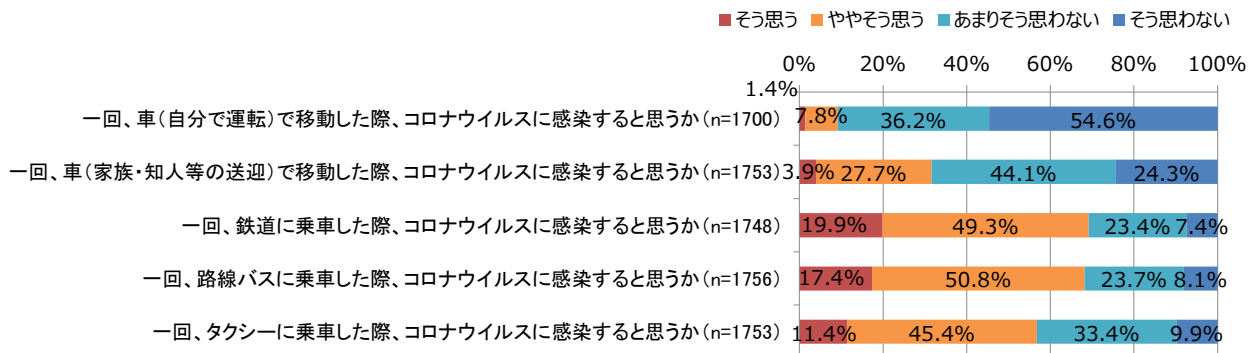 そう思う ややそう思う あまりそう思わない そう思わない
0% 20% 40% 60% 80% 100%
1.4%
一回、車(自分で運転)で移動した際、コロナウイルスに感染すると思うか(n=1700) 7.8% 36.2% 54.6%
一回、車(家族・知人等の送迎)で移動した際、コロナウイルスに感染すると思うか(n=1753) 3.9% 27.7% 44.1% 24.3%
一回、鉄道に乗車した際、コロナウイルスに感染すると思うか(n=1748) 19.9% 49.3% 23.4% 7.4%
一回、路線バスに乗車した際、コロナウイルスに感染すると思うか(n=1756) 17.4% 50.8% 23.7% 8.1%
一回、タクシーに乗車した際、コロナウイルスに感染すると思うか(n=1753) 11.4% 45.4% 33.4% 9.9%